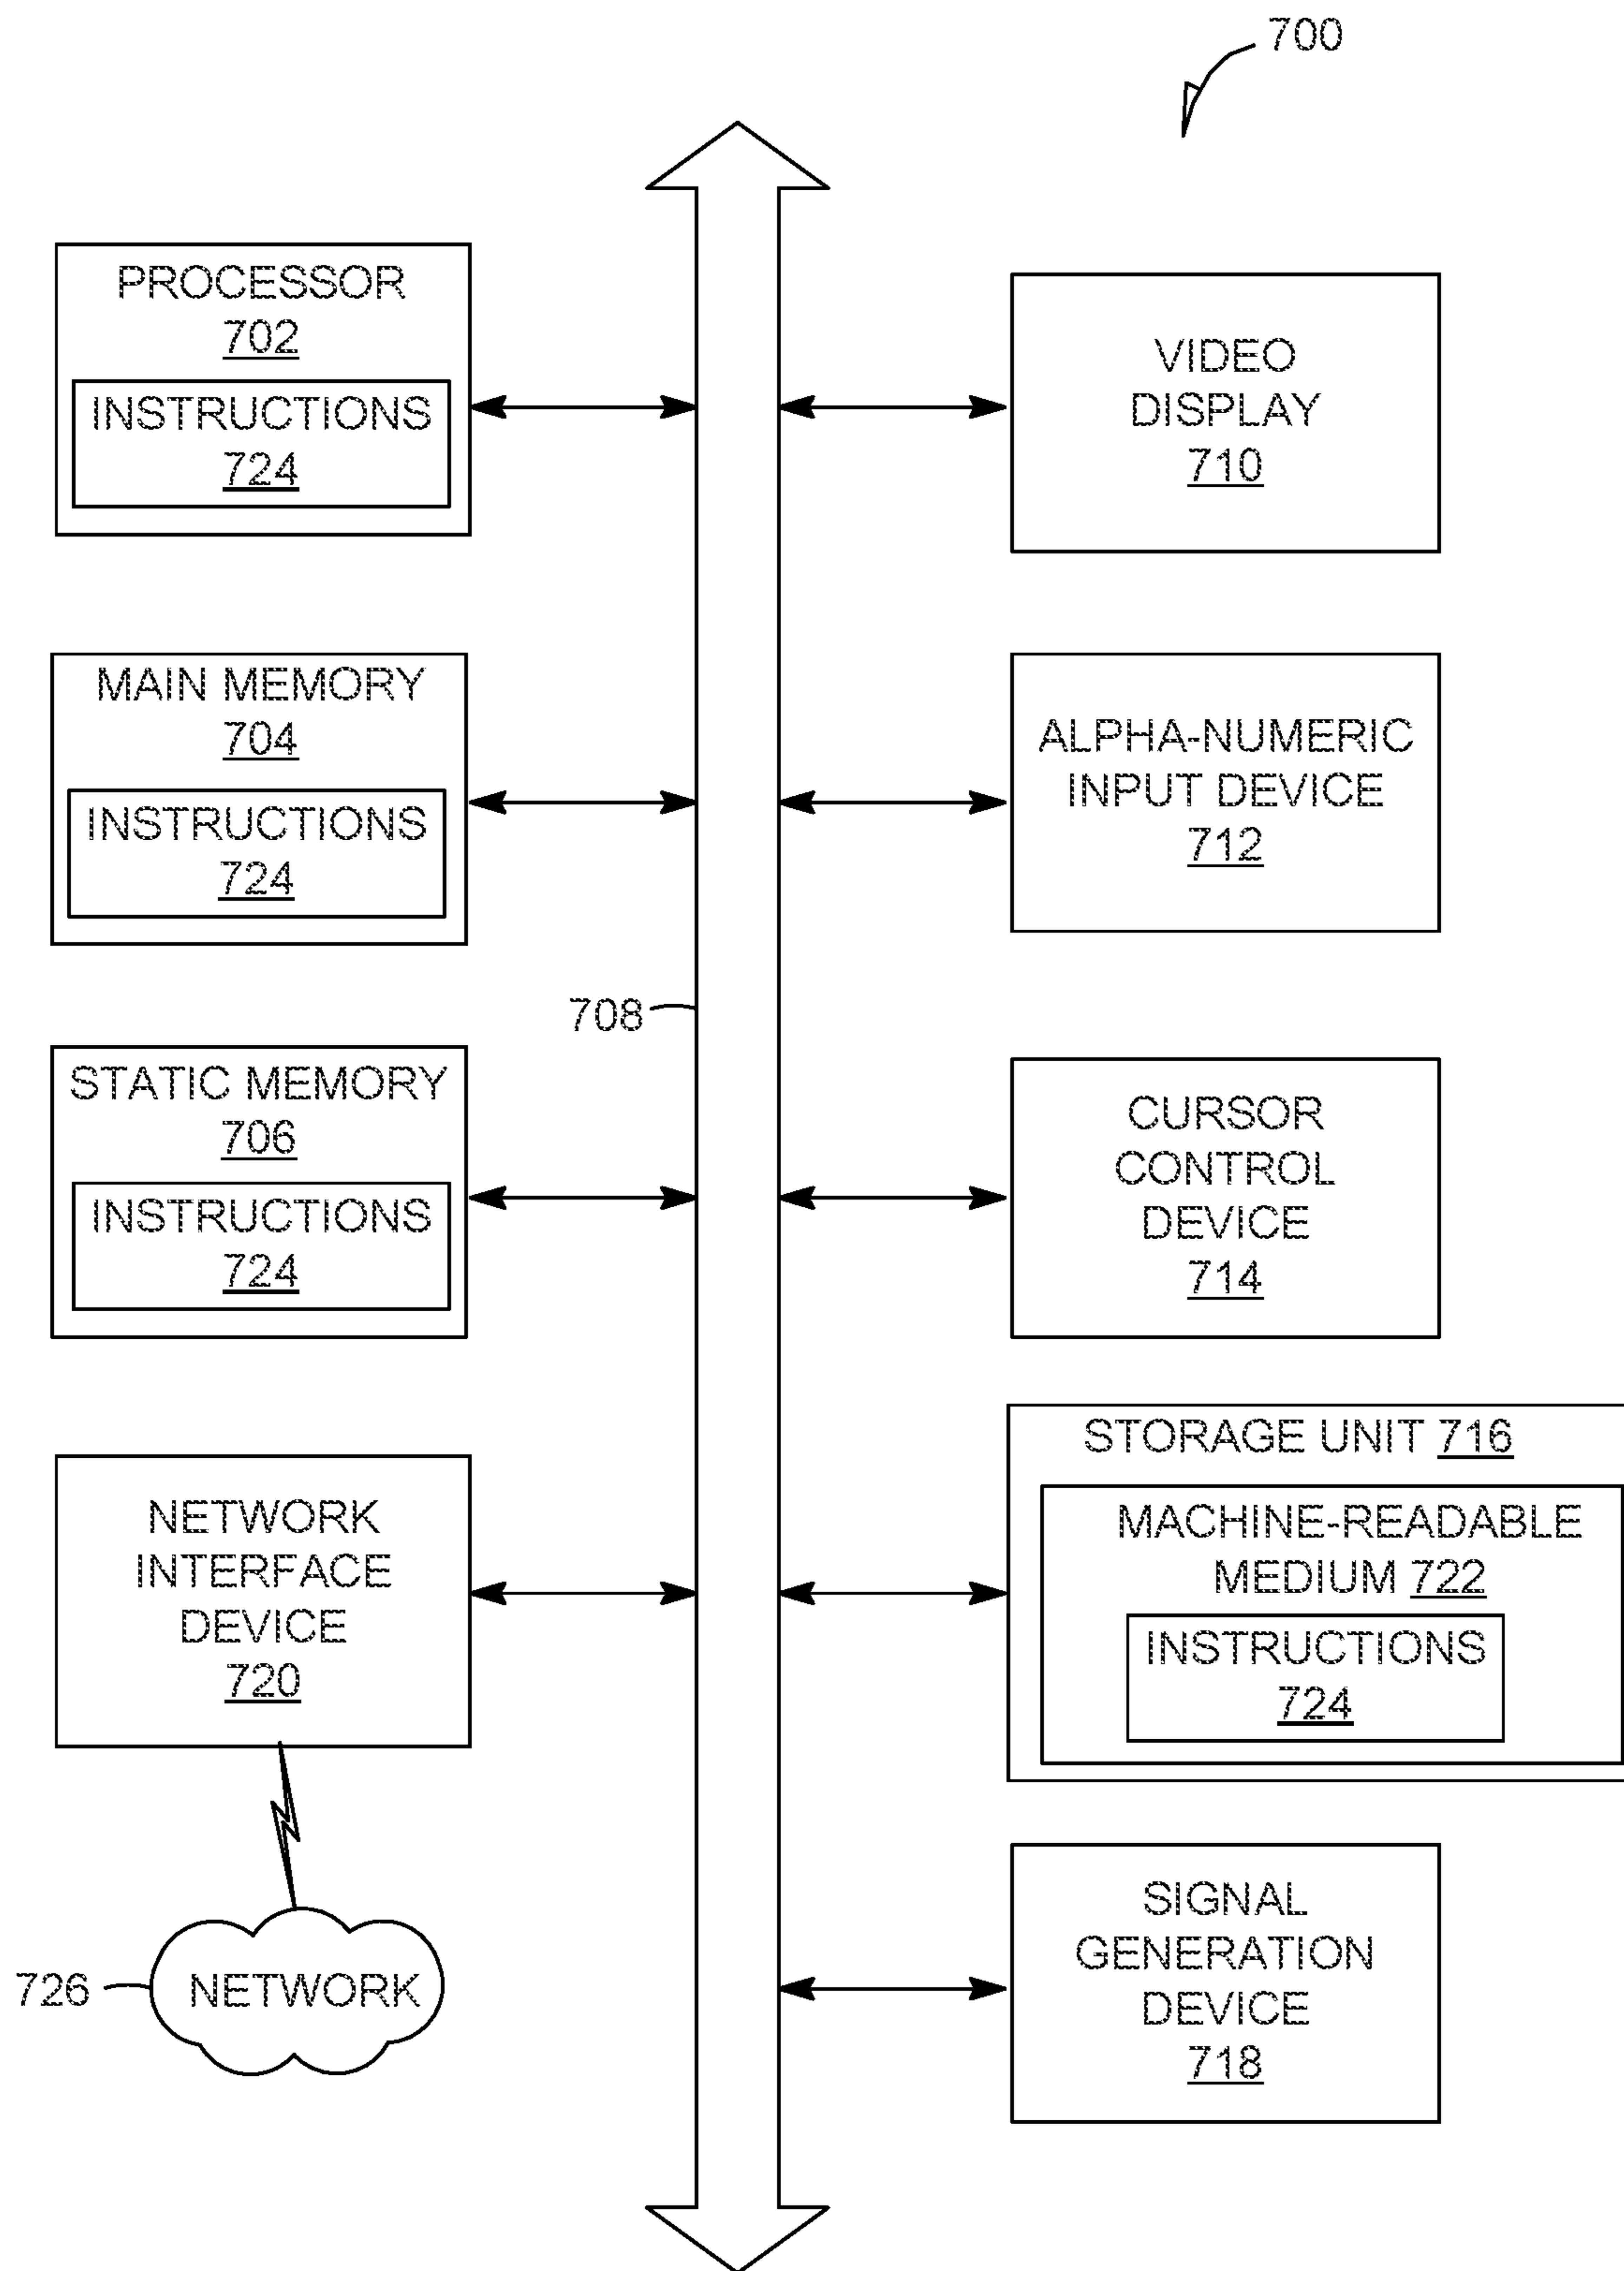 700
PROCESSOR
702
INSTRUCTIONS
724
MAIN MEMORY
704
INSTRUCTIONS
724
708
STATIC MEMORY
706
INSTRUCTIONS
724
NETWORK
INTERFACE
DEVICE
720
726
NETWORK
VIDEO
DISPLAY
710
ALPHA-NUMERIC
INPUT DEVICE
712
CURSOR
CONTROL
DEVICE
714
STORAGE UNIT 716
MACHINE-READABLE
MEDIUM 722
INSTRUCTIONS
724
SIGNAL
GENERATION
DEVICE
718